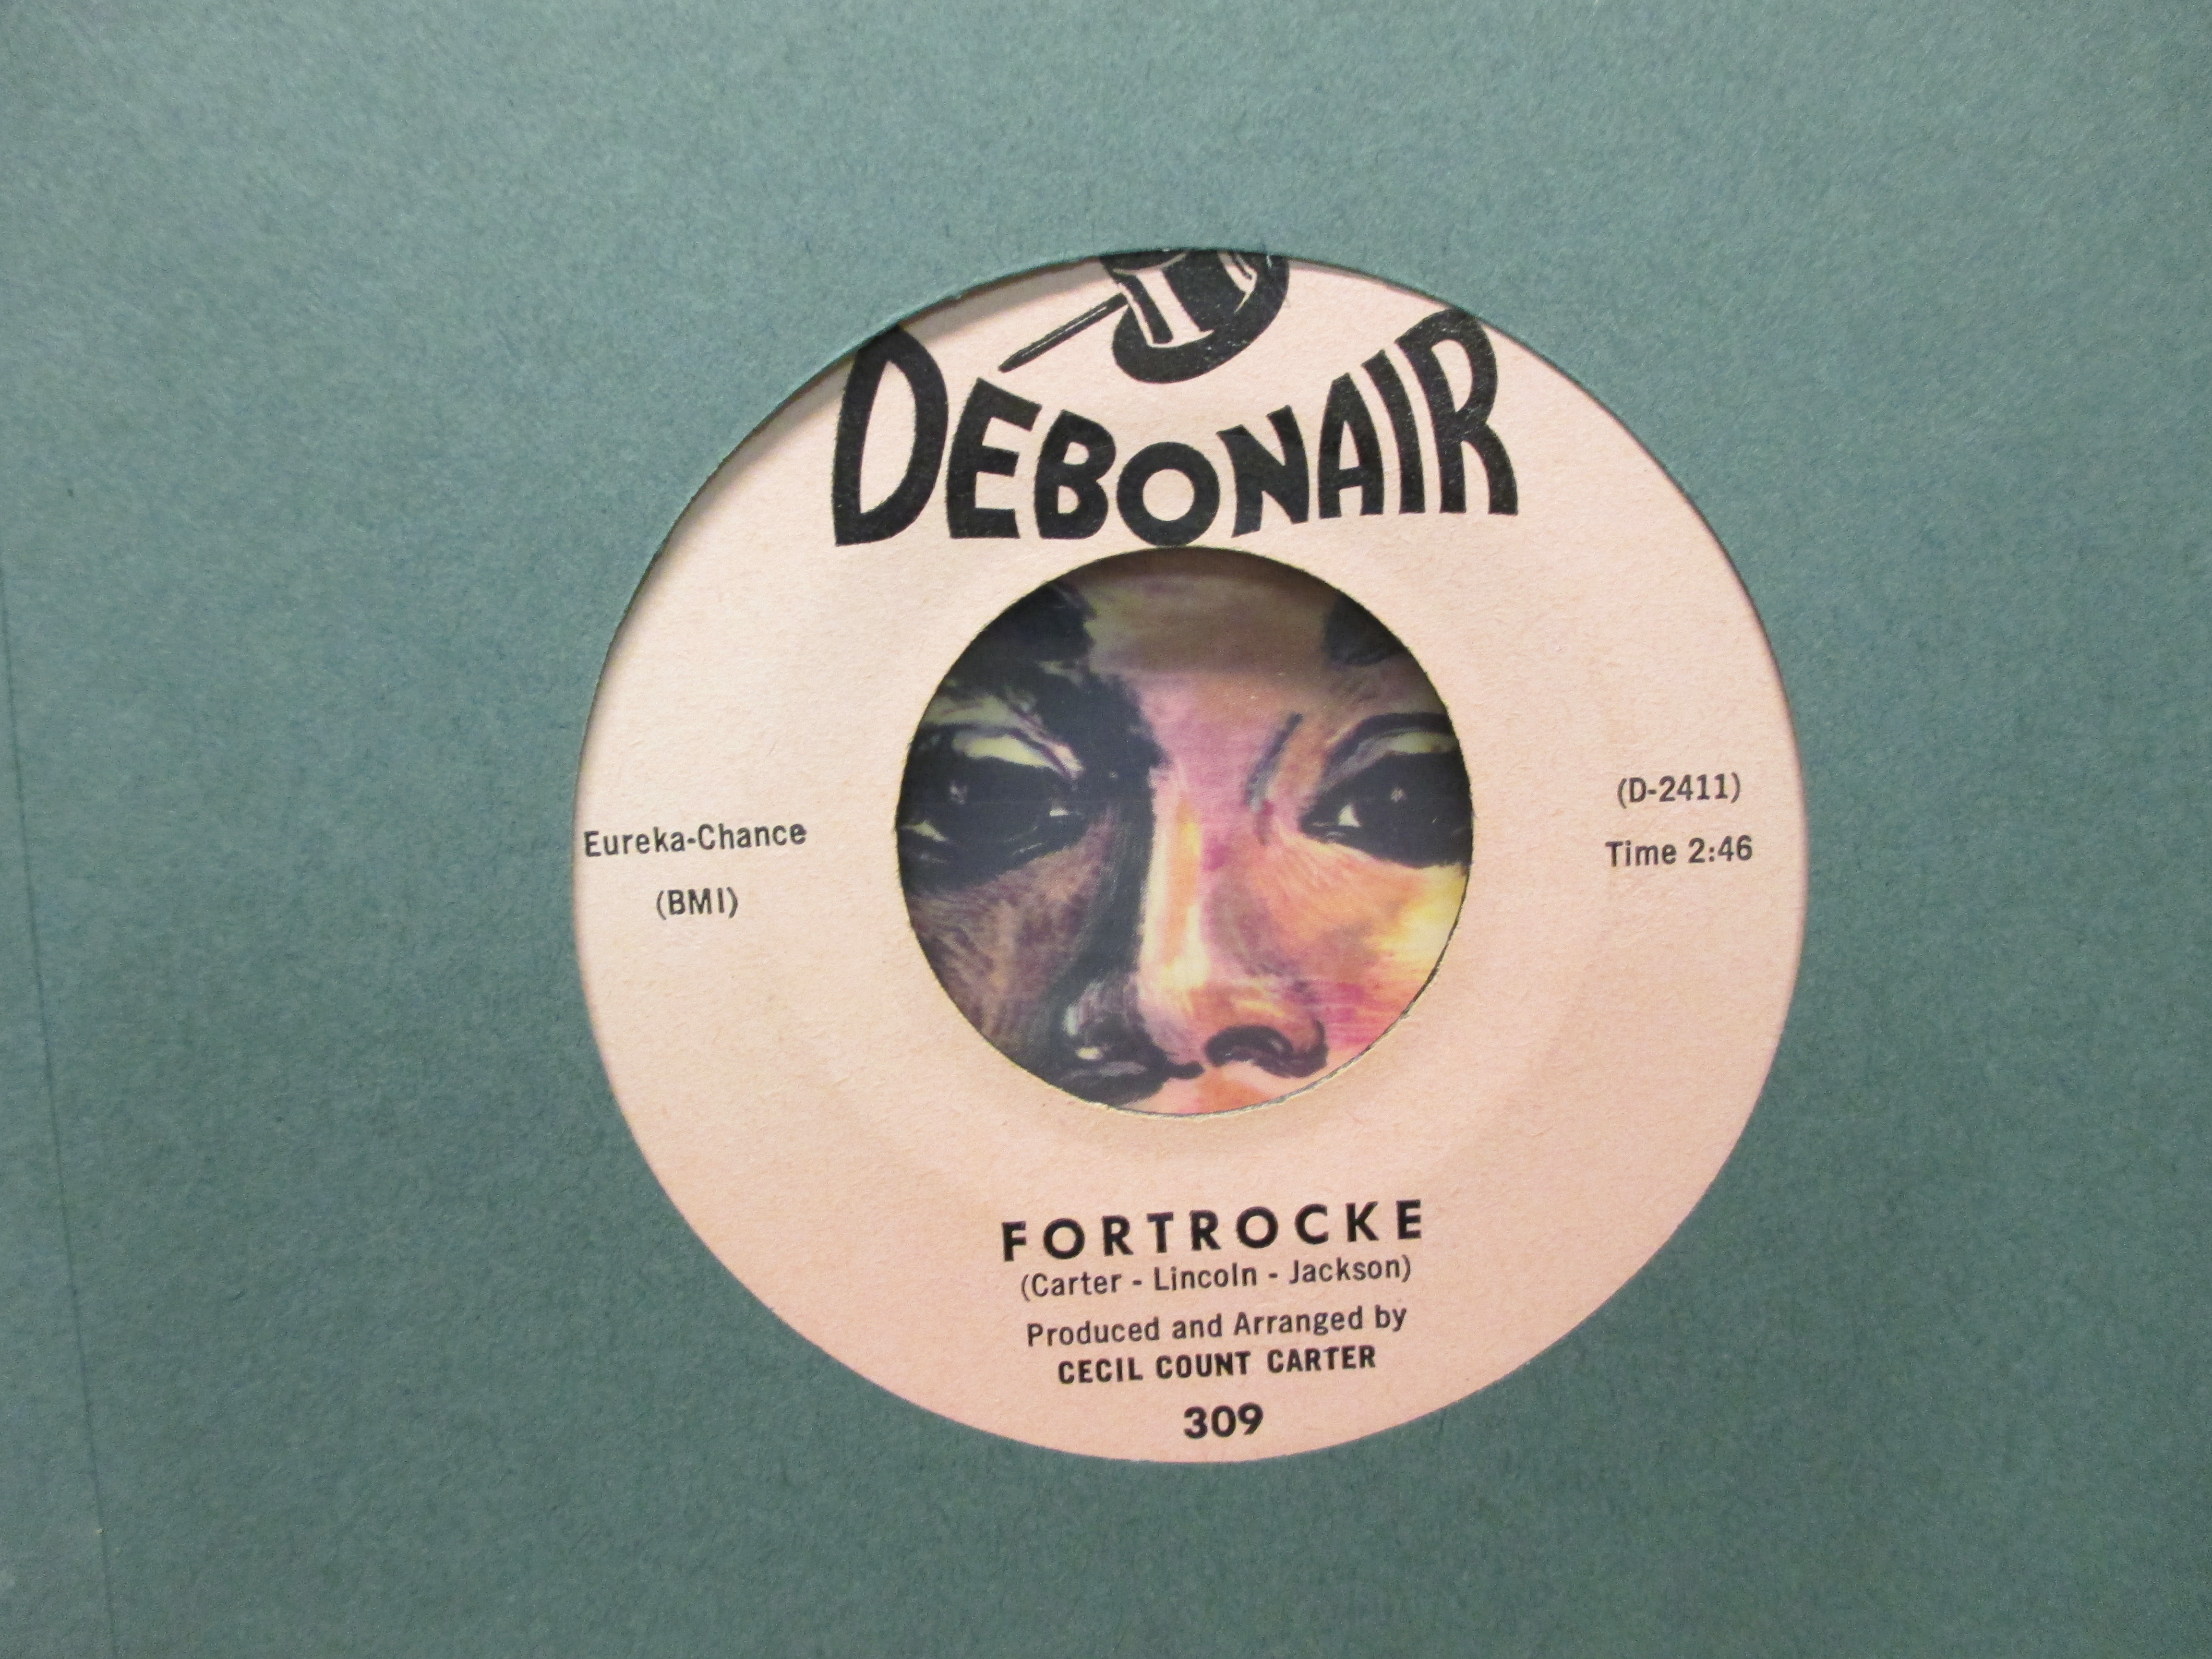 DEBONAIR
Eureka-Chance
(BMI)
(D-2411)
Time 2:46
FORTROCKE
(Carter - Lincoln - Jackson)
Produced and Arranged by
CECIL COUNT CARTER
309